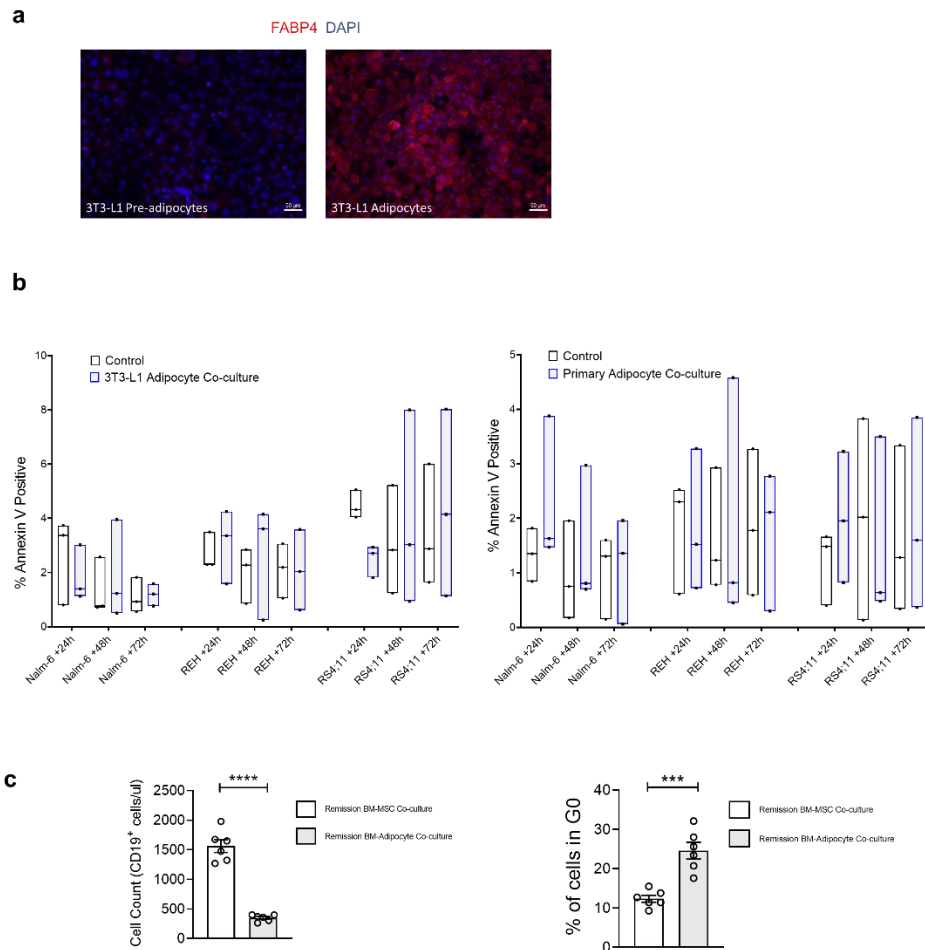 a
FABP4 DAPI
3T3-L1 Pre-adipocytes
50 µm
3T3-L1 Adipocytes
50 µm
b
10
8
6
4
2
0
% Annexin V Positive
Control
3T3-L1 Adipocyte Co-culture
Nalm-6 +24h
Nalm-6 +48h
Nalm-6 +72h
REH +24h
REH +48h
REH +72h
RS4;11 +24h
RS4;11 +48h
RS4;11 +72h
5
4
3
2
1
0
% Annexin V Positive
Control
Primary Adipocyte Co-culture
Nalm-6 +24h
Nalm-6 +48h
Nalm-6 +72h
REH +24h
REH +48h
REH +72h
RS4;11 +24h
RS4;11 +48h
RS4;11 +72h
c
Cell Count (CD19+ cells/ul)
2500
2000
1500
1000
500
0
****
Remission BM-MSC Co-culture
Remission BM-Adipocyte Co-culture
% of cells in G0
40
30
20
10
0
***
Remission BM-MSC Co-culture
Remission BM-Adipocyte Co-culture